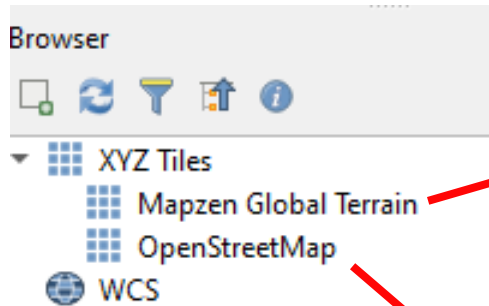 Browser
XYZ Tiles
Mapzen Global Terrain
OpenStreetMap
WCS